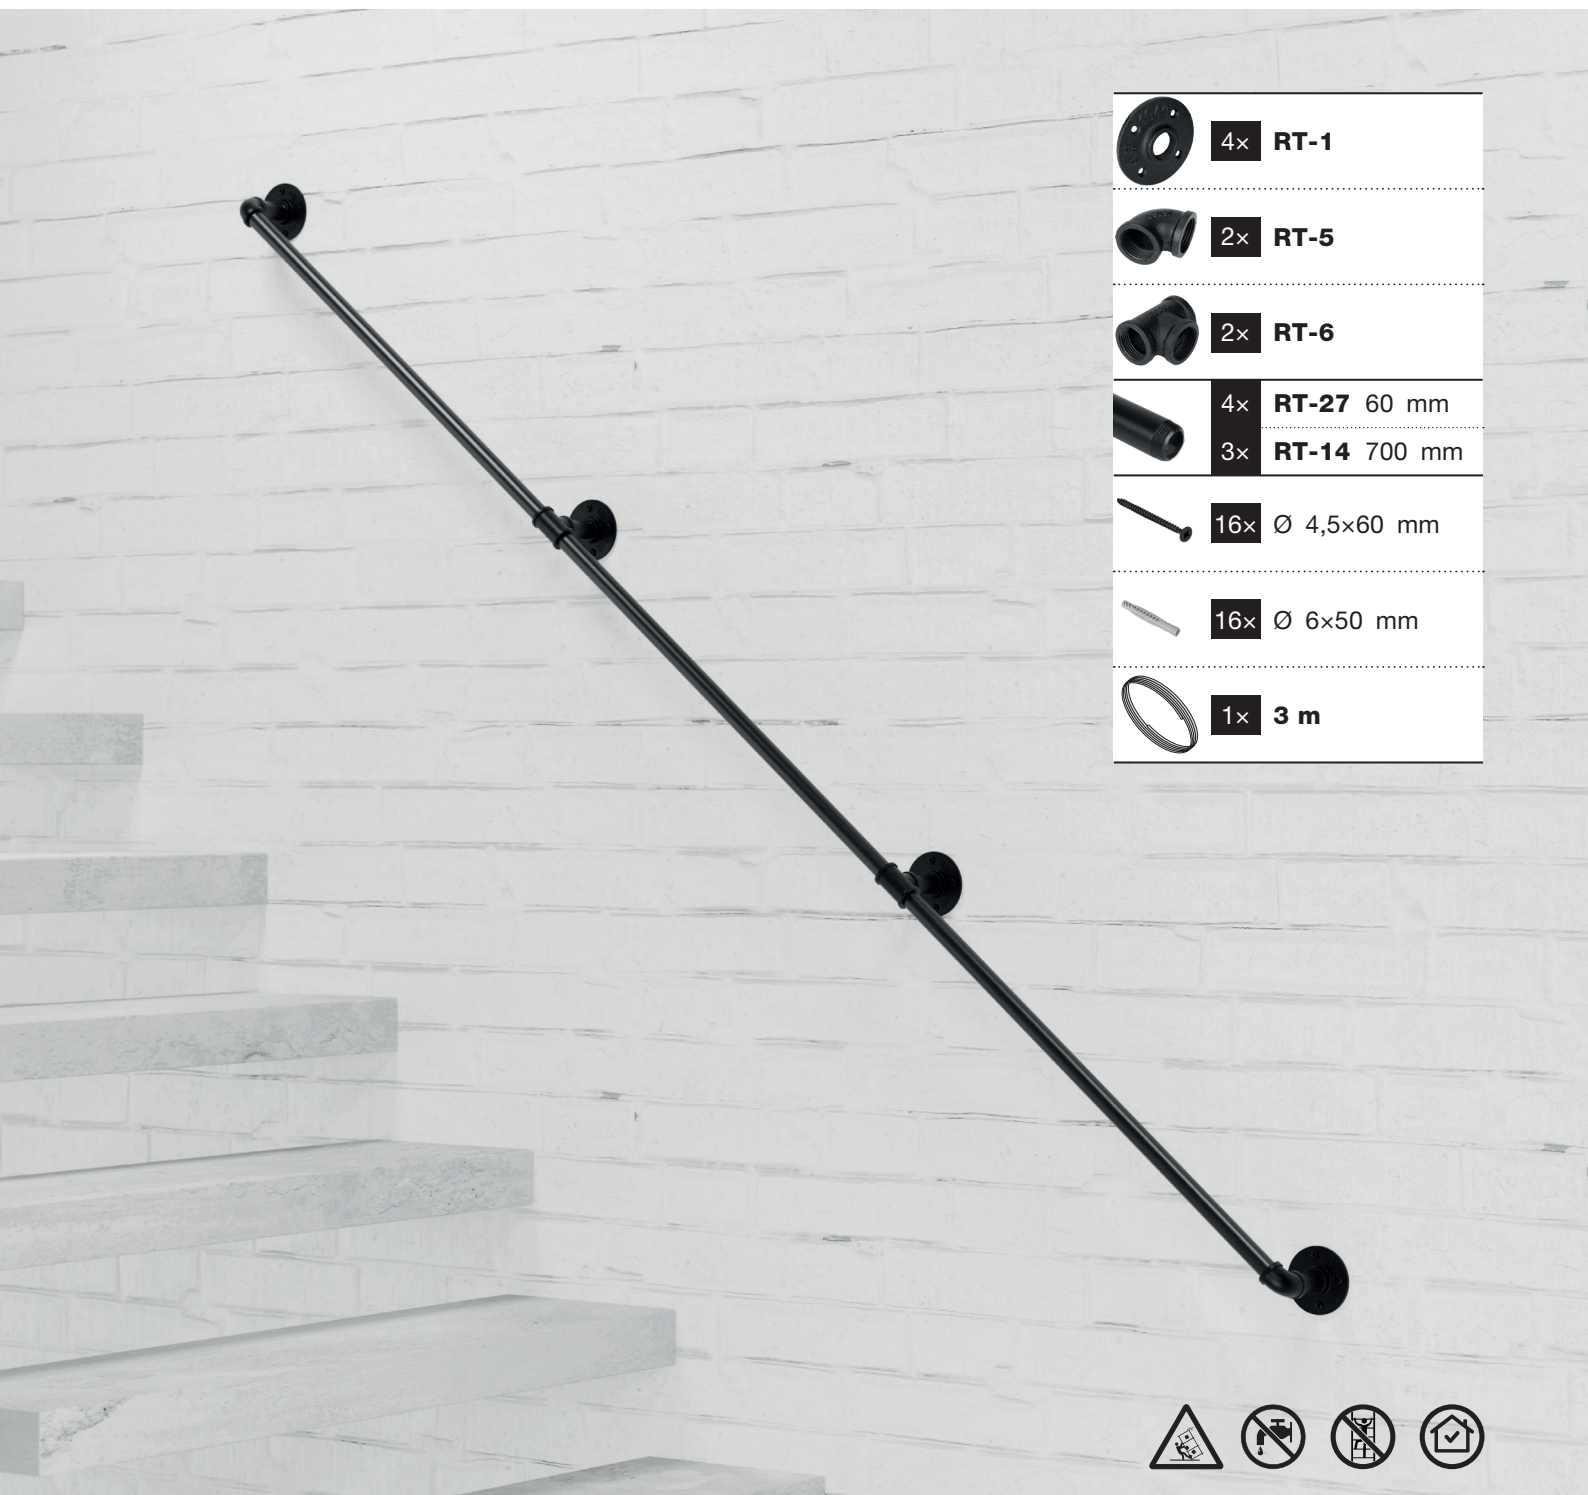 4× RT-1
2× RT-5
2× RT-6
4× RT-27 60 mm
3× RT-14 700 mm
16× Ø 4,5×60 mm
16× Ø 6×50 mm
1× 3 m